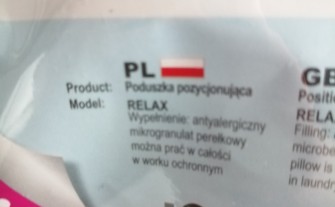 PL
Product: Poduszka pozycjonująca
Model: RELAX
Wypełnienie: antyalergiczny
mikrogranulat perełkowy
można prać w całości
w worku ochronnym
GB
Positio
RELA
Filling:
microbe
pillow is
in laund